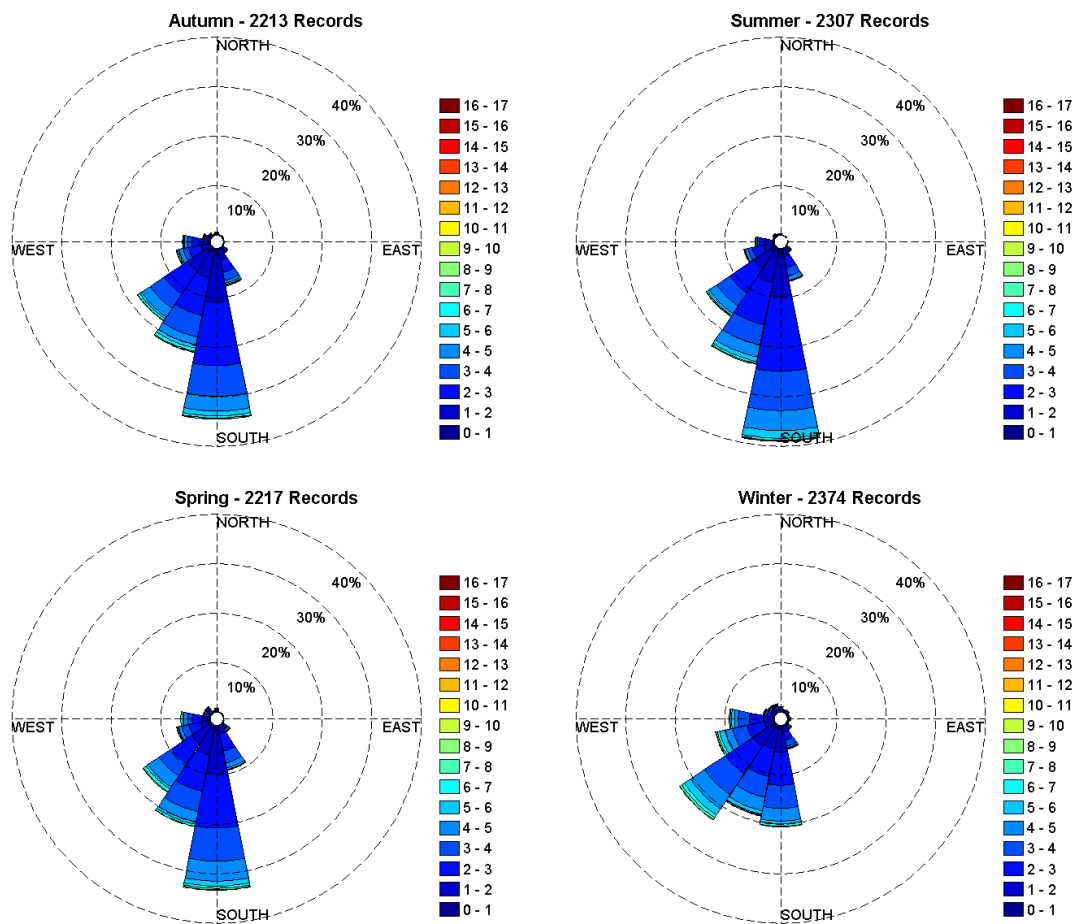 Autumn - 2213 Records
NORTH
40%
30%
20%
10%
WEST
EAST
SOUTH
16 - 17
15 - 16
14 - 15
13 - 14
12 - 13
11 - 12
10 - 11
9 - 10
8 - 9
7 - 8
6 - 7
5 - 6
4 - 5
3 - 4
2 - 3
1 - 2
0 - 1
Summer - 2307 Records
NORTH
40%
30%
20%
10%
WEST
EAST
SOUTH
16 - 17
15 - 16
14 - 15
13 - 14
12 - 13
11 - 12
10 - 11
9 - 10
8 - 9
7 - 8
6 - 7
5 - 6
4 - 5
3 - 4
2 - 3
1 - 2
0 - 1
Spring - 2217 Records
NORTH
40%
30%
20%
10%
WEST
EAST
SOUTH
16 - 17
15 - 16
14 - 15
13 - 14
12 - 13
11 - 12
10 - 11
9 - 10
8 - 9
7 - 8
6 - 7
5 - 6
4 - 5
3 - 4
2 - 3
1 - 2
0 - 1
Winter - 2374 Records
NORTH
40%
30%
20%
10%
WEST
EAST
SOUTH
16 - 17
15 - 16
14 - 15
13 - 14
12 - 13
11 - 12
10 - 11
9 - 10
8 - 9
7 - 8
6 - 7
5 - 6
4 - 5
3 - 4
2 - 3
1 - 2
0 - 1